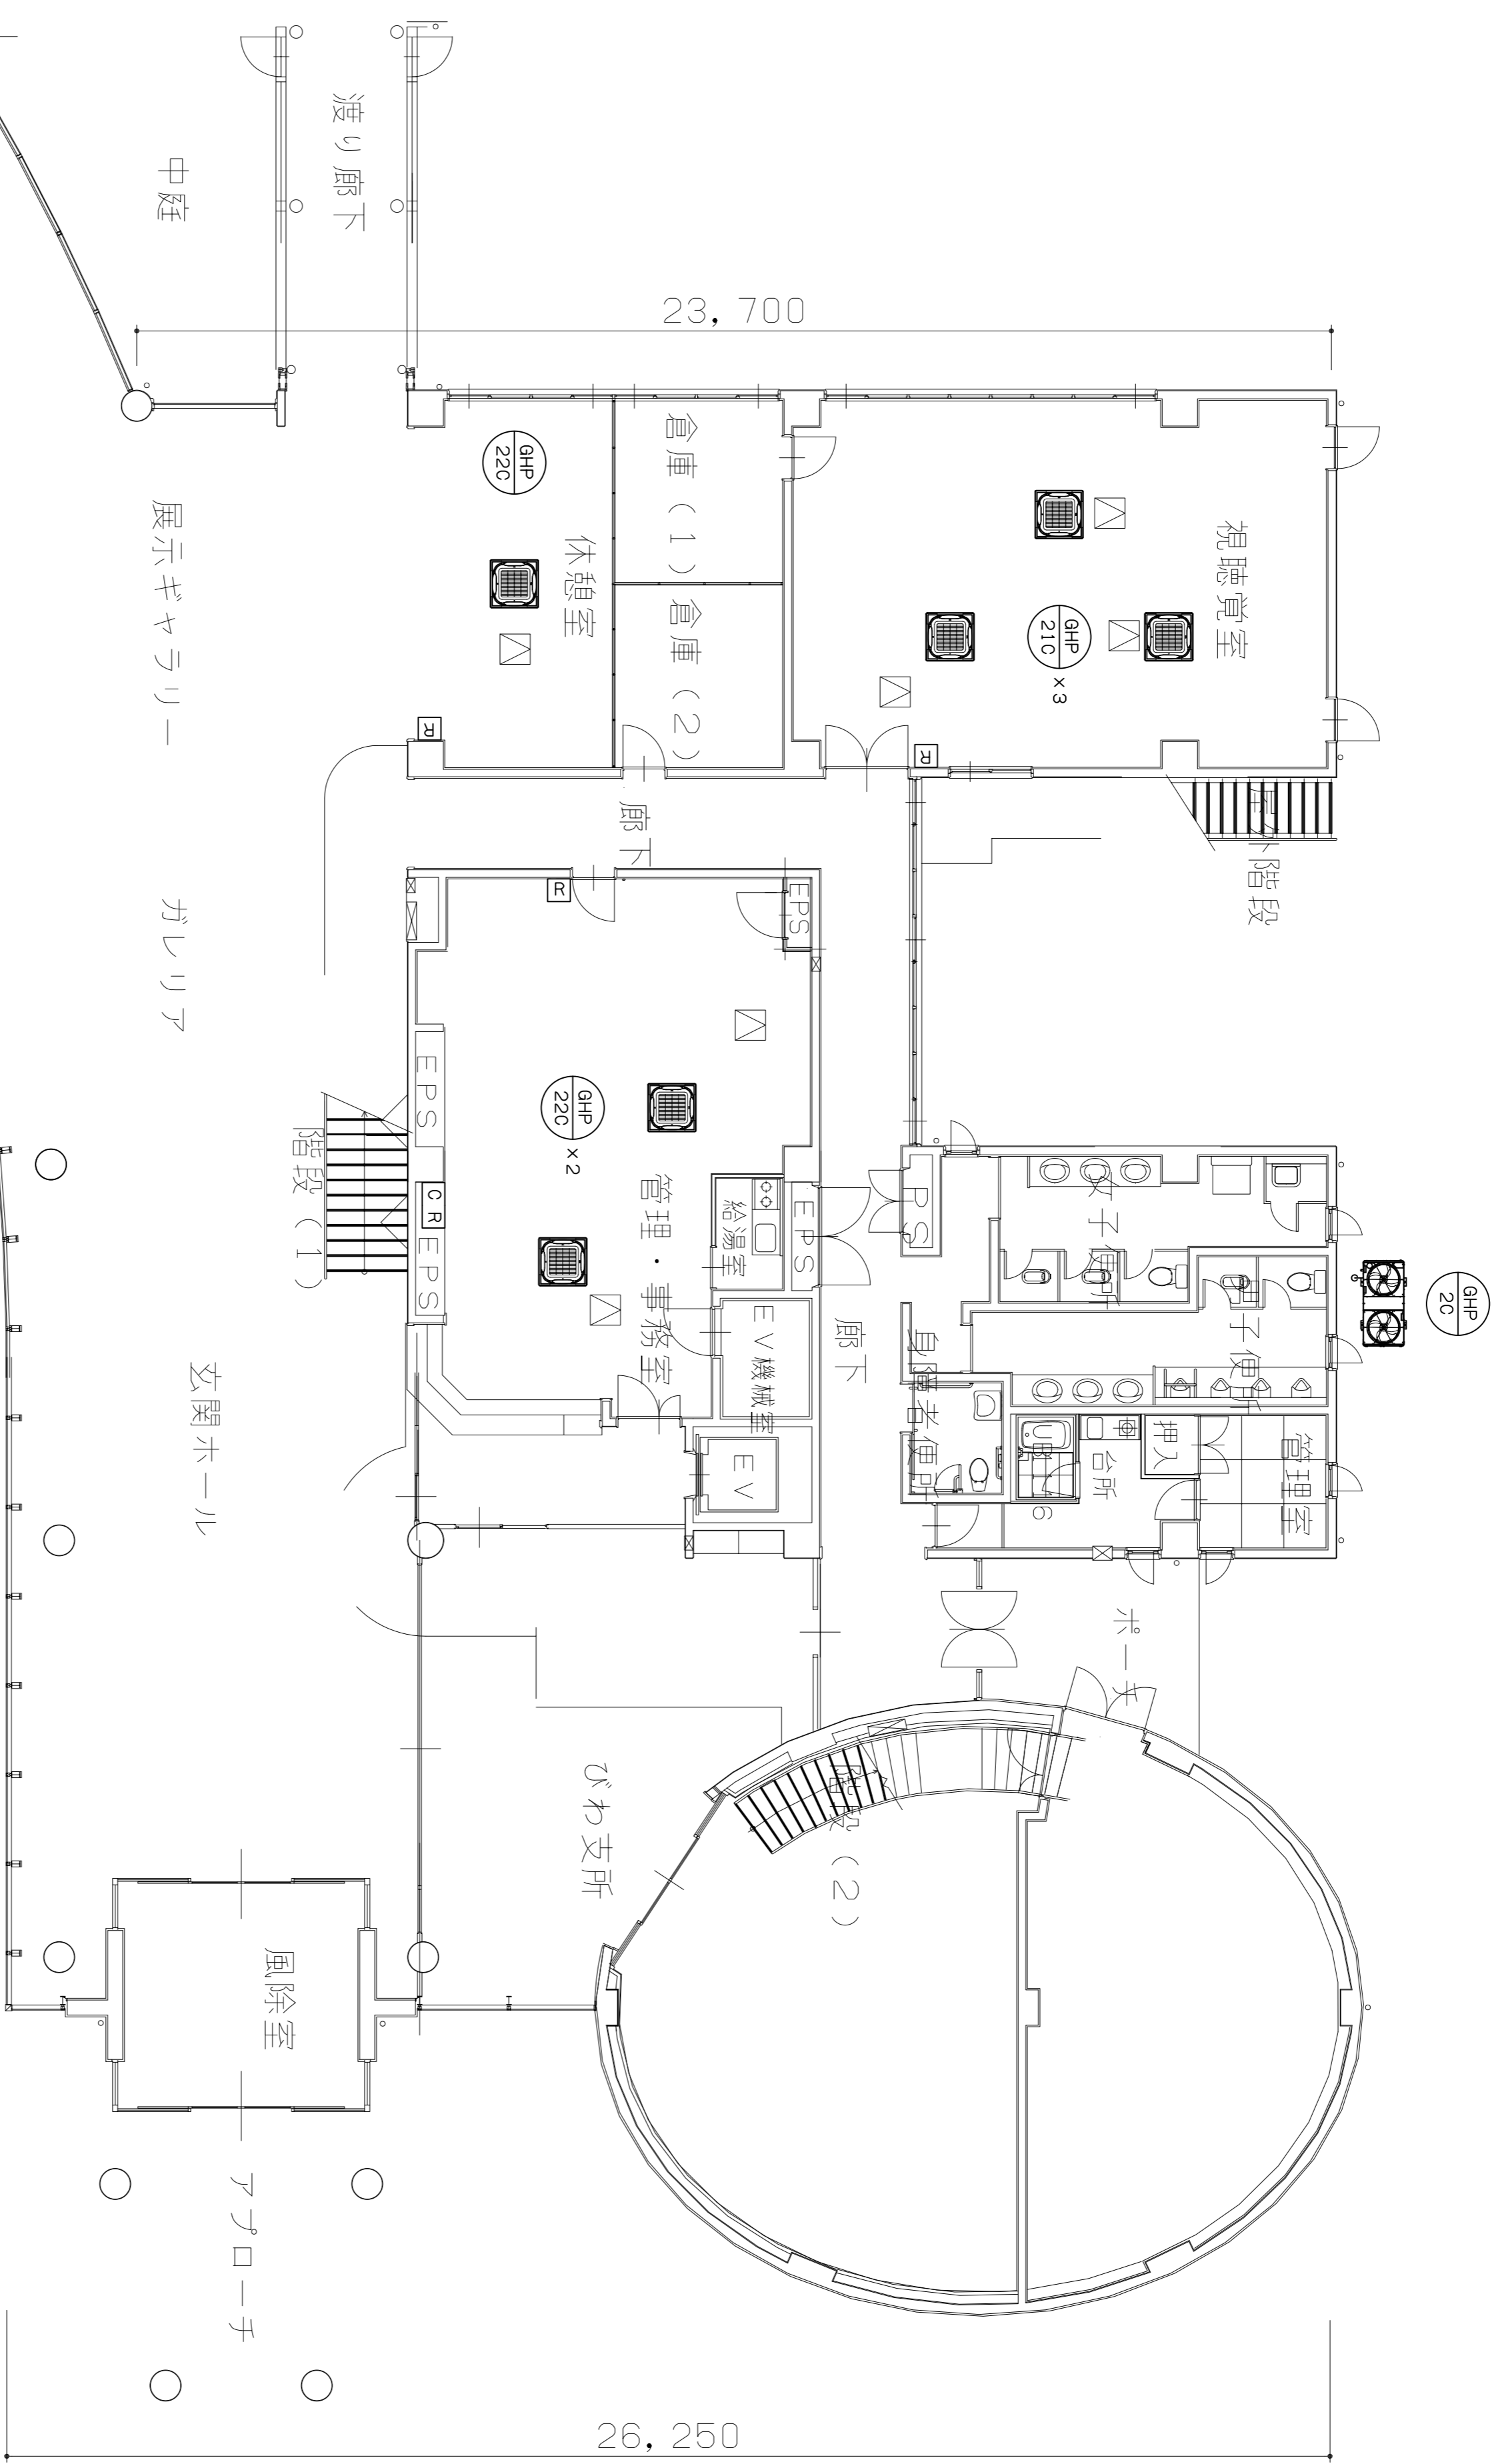 渡り廊下
中庭
23,700
GHP
22C
倉庫(1)
休憩室
倉庫(2)
視聴覚室
GHP
21C
×3
展示ギャラリー
R
R
廊下
階段
R
EPS
ガレリア
EPS
GHP
22C
×2
階段(1)
CR
EPS
管理・事務室
給湯室
EPS
PS
女子便所
男子便所
GHP
2C
EV機械室
廊下
身障者便所
EV
台所
押入
管理室
玄関ホール
ポーチ
びわ支所
階段(2)
風除室
アプローチ
26,250